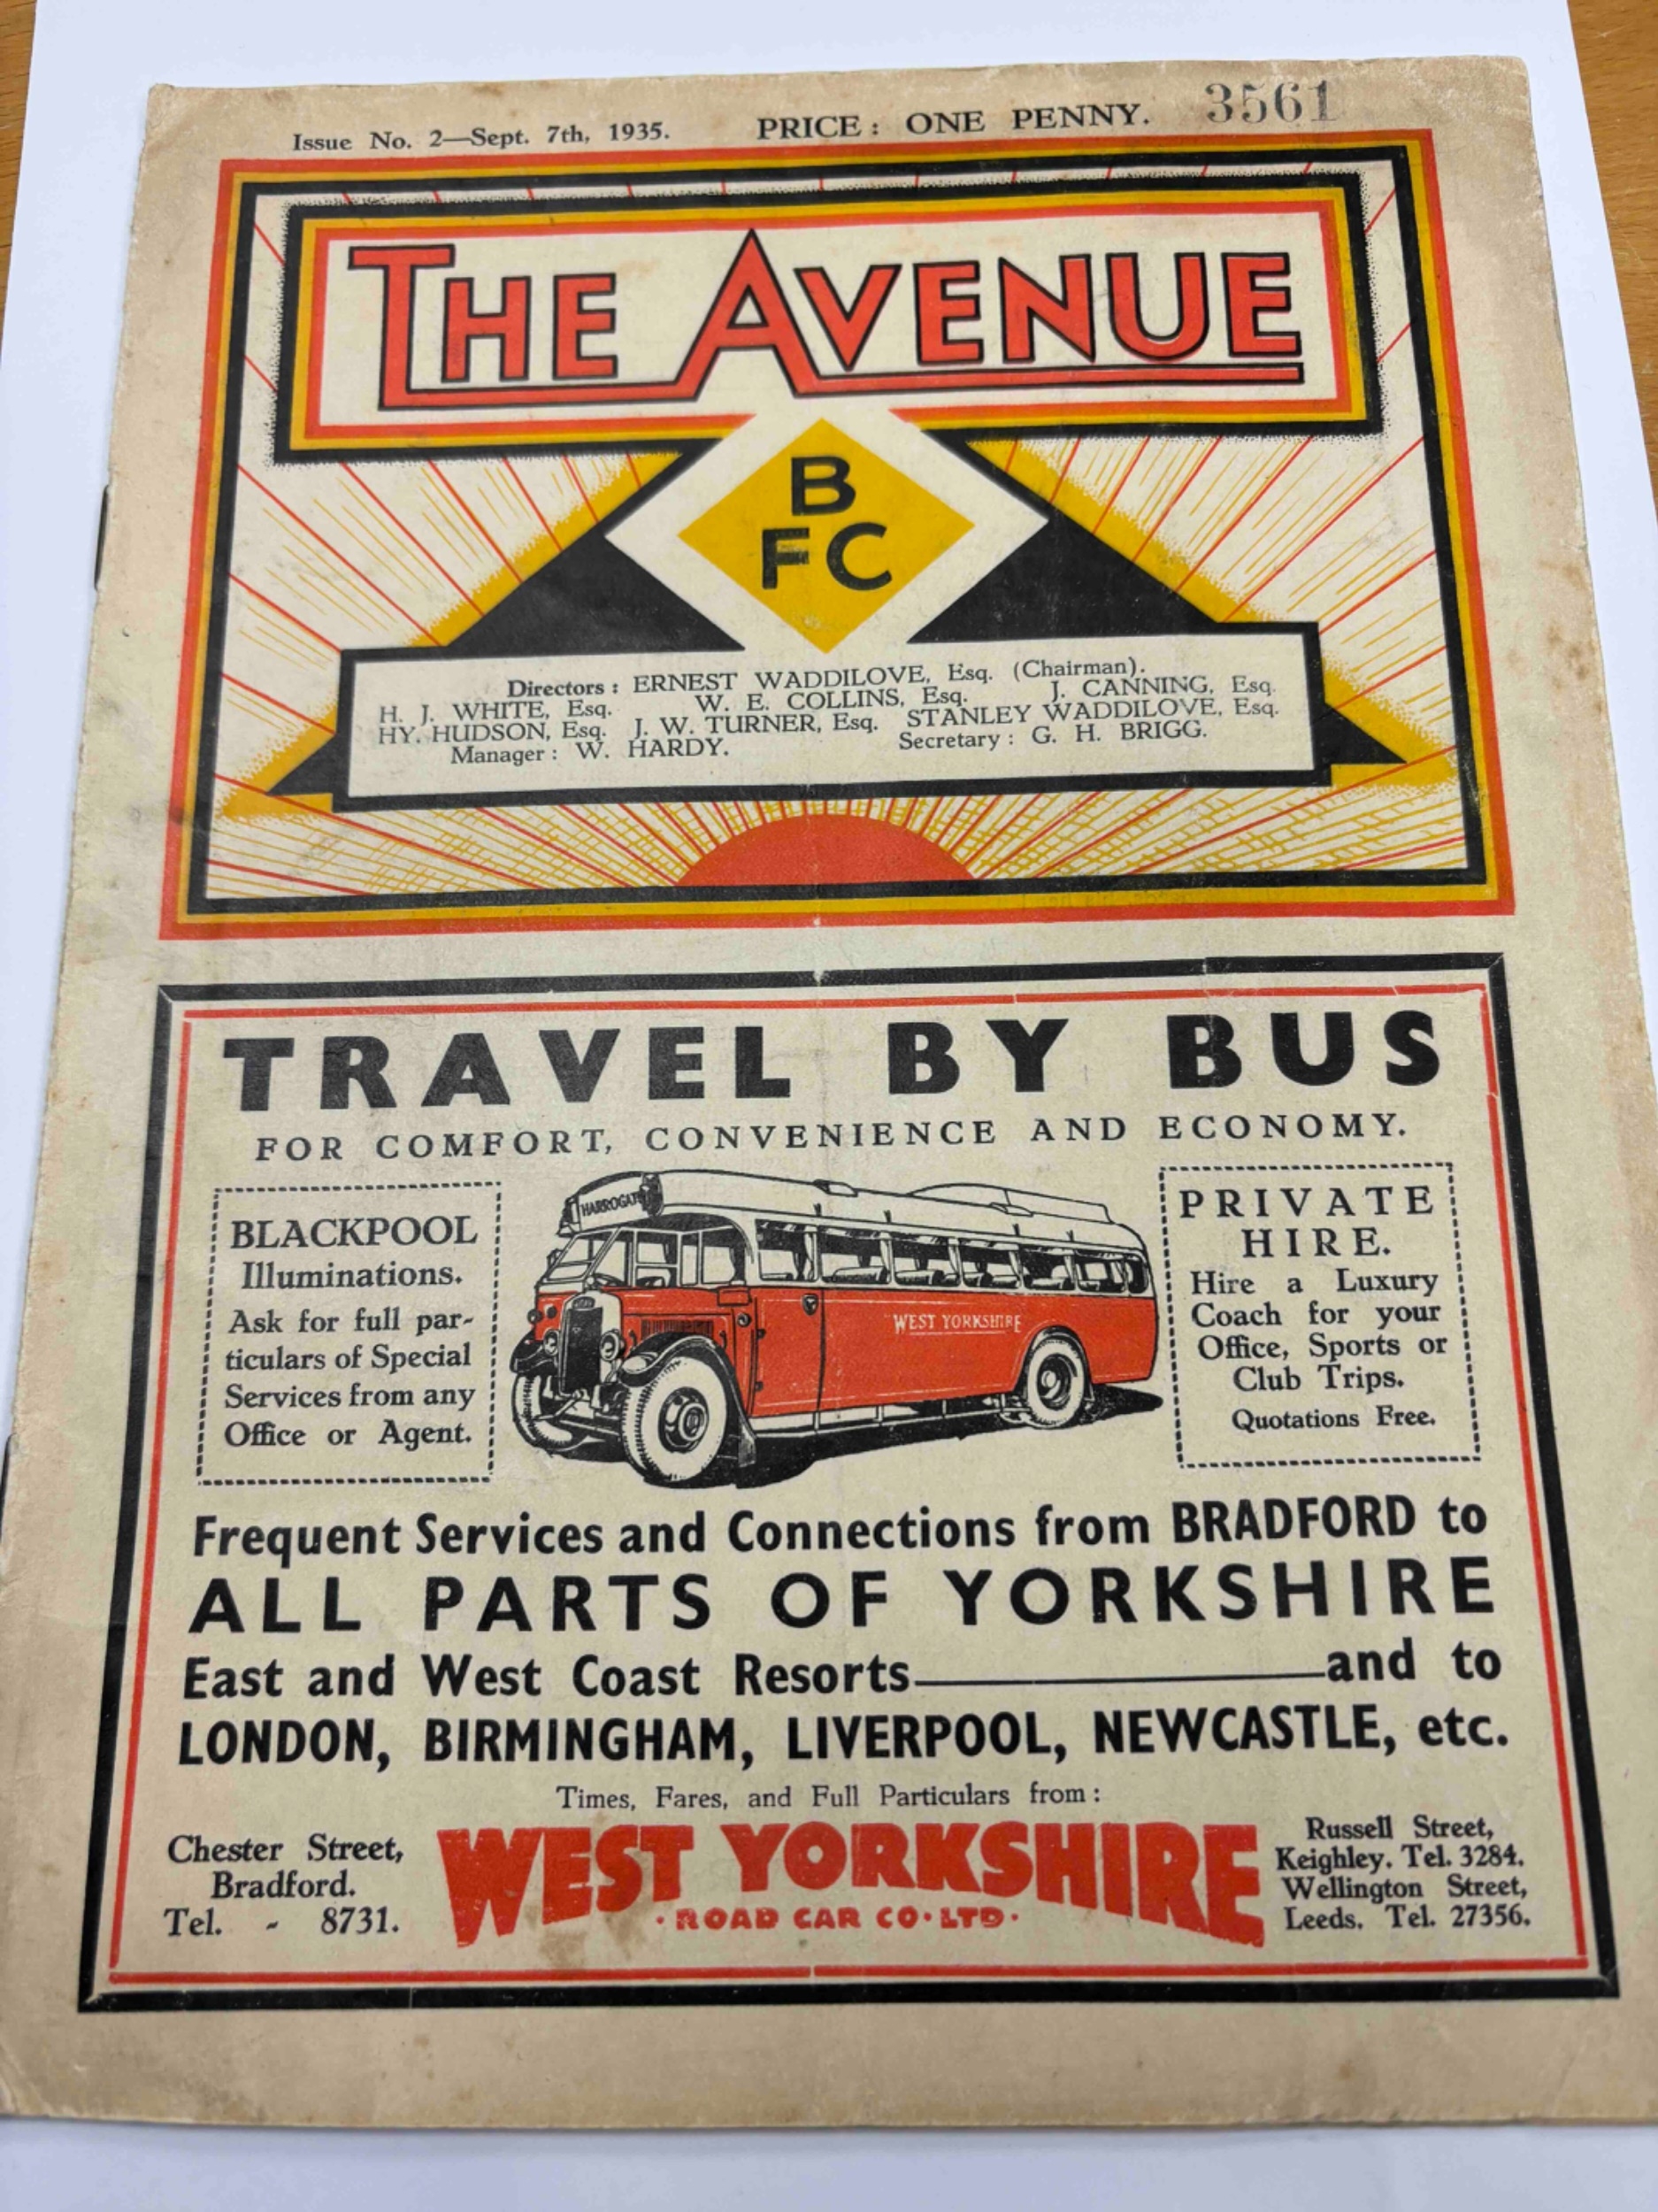 Issue No. 2—Sept. 7th, 1935. PRICE: ONE PENNY. 3561
THE AVENUE
B
FC
Directors: ERNEST WADDILOVE, Esq. (Chairman).
H. J. WHITE, Esq. W. E. COLLINS, Esq. J. CANNING, Esq.
HY. HUDSON, Esq. J. W. TURNER, Esq. STANLEY WADDILOVE, Esq.
Manager: W. HARDY. Secretary: G. H. BRIGG.
TRAVEL BY BUS
FOR COMFORT, CONVENIENCE AND ECONOMY.
BLACKPOOL
Illuminations.
Ask for full par-
ticulars of Special
Services from any
Office or Agent.
HARROGATE
WEST YORKSHIRE
PRIVATE
HIRE.
Hire a Luxury
Coach for your
Office, Sports or
Club Trips.
Quotations Free.
Frequent Services and Connections from BRADFORD to
ALL PARTS OF YORKSHIRE
East and West Coast Resorts————and to
LONDON, BIRMINGHAM, LIVERPOOL, NEWCASTLE, etc.
Times, Fares, and Full Particulars from:
Chester Street,
Bradford.
Tel. - 8731.
WEST YORKSHIRE
· ROAD CAR CO·LTD·
Russell Street,
Keighley. Tel. 3284.
Wellington Street,
Leeds. Tel. 27356.